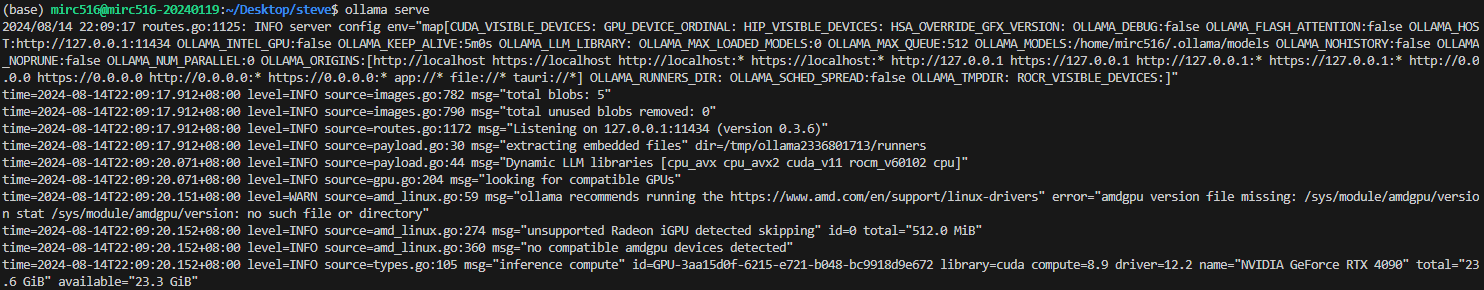 (base) mirc516@mirc516-20240119:~/Desktop/steve$ ollama serve
2024/08/14 22:09:17 routes.go:1125: INFO server config env="map[CUDA_VISIBLE_DEVICES: GPU_DEVICE_ORDINAL: HIP_VISIBLE_DEVICES: HSA_OVERRIDE_GFX_VERSION: OLLAMA_DEBUG:false OLLAMA_FLASH_ATTENTION:false OLLAMA_HOS
T:http://127.0.0.1:11434 OLLAMA_INTEL_GPU:false OLLAMA_KEEP_ALIVE:5m0s OLLAMA_LLM_LIBRARY: OLLAMA_MAX_LOADED_MODELS:0 OLLAMA_MAX_QUEUE:512 OLLAMA_MODELS:/home/mirc516/.ollama/models OLLAMA_NOHISTORY:false OLLAMA
_NOPRUNE:false OLLAMA_NUM_PARALLEL:0 OLLAMA_ORIGINS:[http://localhost https://localhost http://localhost:* https://localhost:* http://127.0.0.1 https://127.0.0.1 http://127.0.0.1:* https://127.0.0.1:* http://0.0
.0.0 https://0.0.0.0 http://0.0.0.0:* https://0.0.0.0:* app://* file://* tauri://*] OLLAMA_RUNNERS_DIR: OLLAMA_SCHED_SPREAD:false OLLAMA_TMPDIR: ROCR_VISIBLE_DEVICES:]"
time=2024-08-14T22:09:17.912+08:00 level=INFO source=images.go:782 msg="total blobs: 5"
time=2024-08-14T22:09:17.912+08:00 level=INFO source=images.go:790 msg="total unused blobs removed: 0"
time=2024-08-14T22:09:17.912+08:00 level=INFO source=routes.go:1172 msg="Listening on 127.0.0.1:11434 (version 0.3.6)"
time=2024-08-14T22:09:17.912+08:00 level=INFO source=payload.go:30 msg="extracting embedded files" dir=/tmp/ollama2336801713/runners
time=2024-08-14T22:09:20.071+08:00 level=INFO source=payload.go:44 msg="Dynamic LLM libraries [cpu_avx cpu_avx2 cuda_v11 rocm_v60102 cpu]"
time=2024-08-14T22:09:20.071+08:00 level=INFO source=gpu.go:204 msg="looking for compatible GPUs"
time=2024-08-14T22:09:20.151+08:00 level=WARN source=amd_linux.go:59 msg="ollama recommends running the https://www.amd.com/en/support/linux-drivers" error="amdgpu version file missing: /sys/module/amdgpu/versio
n stat /sys/module/amdgpu/version: no such file or directory"
time=2024-08-14T22:09:20.152+08:00 level=INFO source=amd_linux.go:274 msg="unsupported Radeon iGPU detected skipping" id=0 total="512.0 MiB"
time=2024-08-14T22:09:20.152+08:00 level=INFO source=amd_linux.go:360 msg="no compatible amdgpu devices detected"
time=2024-08-14T22:09:20.152+08:00 level=INFO source=types.go:105 msg="inference compute" id=GPU-3aa15d0f-6215-e721-b048-bc9918d9e672 library=cuda compute=8.9 driver=12.2 name="NVIDIA GeForce RTX 4090" total="23
.6 GiB" available="23.3 GiB"